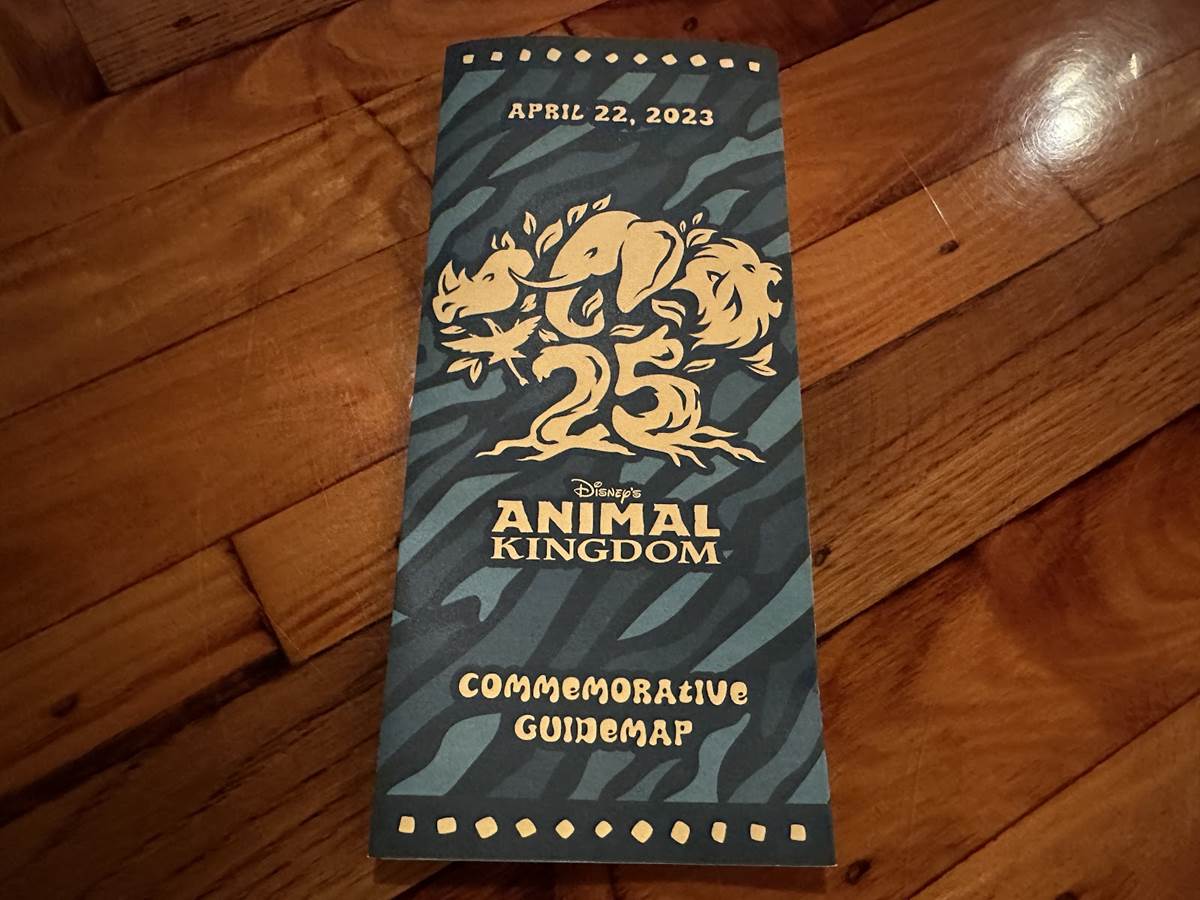 APRIL 22, 2023
25
Disney's
ANIMAL
KINGDOM
COMMeMORAtIVe
GUIDeMAP